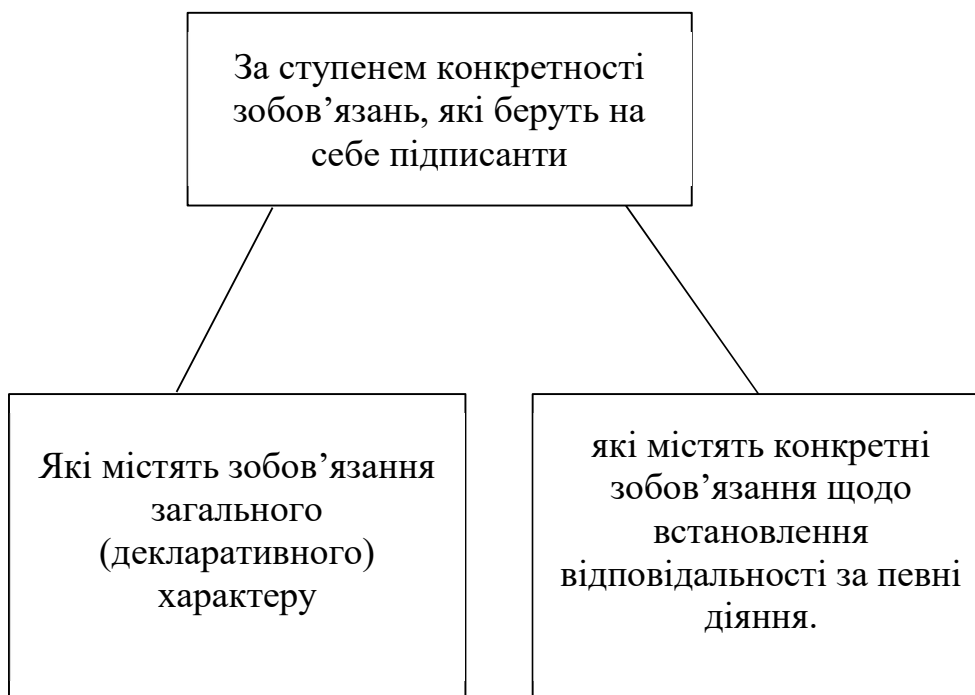 За ступенем конкретності
зобов’язань, які беруть на
себе підписанти
Які містять зобов’язання
загального
(декларативного)
характеру
які містять конкретні
зобов’язання щодо
встановлення
відповідальності за певні
діяння.